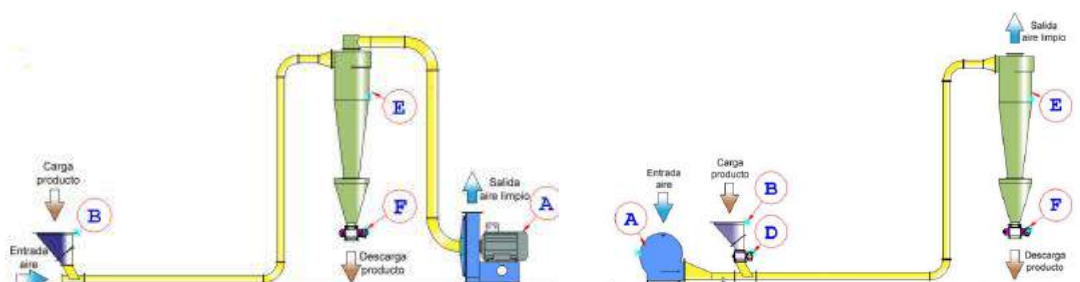 Carga
producto
B
Entrada
aire
E
F
Descarga
producto
Salida
aire limpio
A
Entrada
aire
A
Carga
producto
B
D
Salida
aire limpio
E
F
Descarga
producto